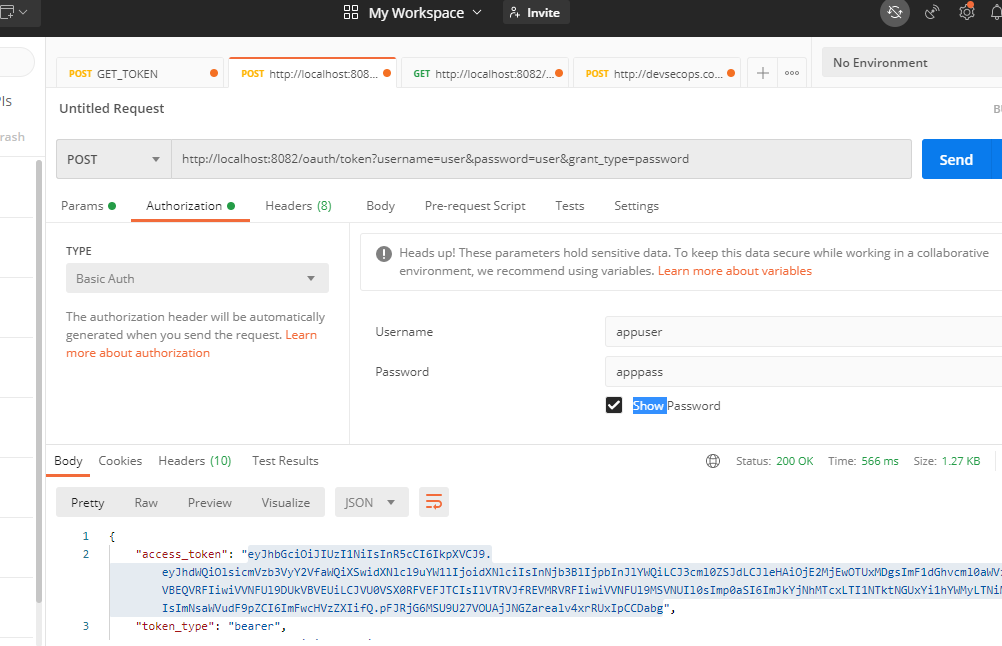 My Workspace
Invite
POST GET_TOKEN
POST http://localhost:808...
GET http://localhost:8082/...
POST http://devsecops.co...
No Environment
Untitled Request
POST
http://localhost:8082/oauth/token?username=user&password=user&grant_type=password
Send
Params
Authorization
Headers (8)
Body
Pre-request Script
Tests
Settings
TYPE
Basic Auth
The authorization header will be automatically
generated when you send the request. Learn
more about authorization
Heads up! These parameters hold sensitive data. To keep this data secure while working in a collaborative
environment, we recommend using variables. Learn more about variables
Username
appuser
Password
apppass
Show Password
Body
Cookies
Headers (10)
Test Results
Status: 200 OK
Time: 566 ms
Size: 1.27 KB
Pretty
Raw
Preview
Visualize
JSON
1 {
2 "access_token": "eyJhbGciOiJIUzI1NiIsInR5cCI6IkpXVCJ9.
3 "token_type": "bearer",